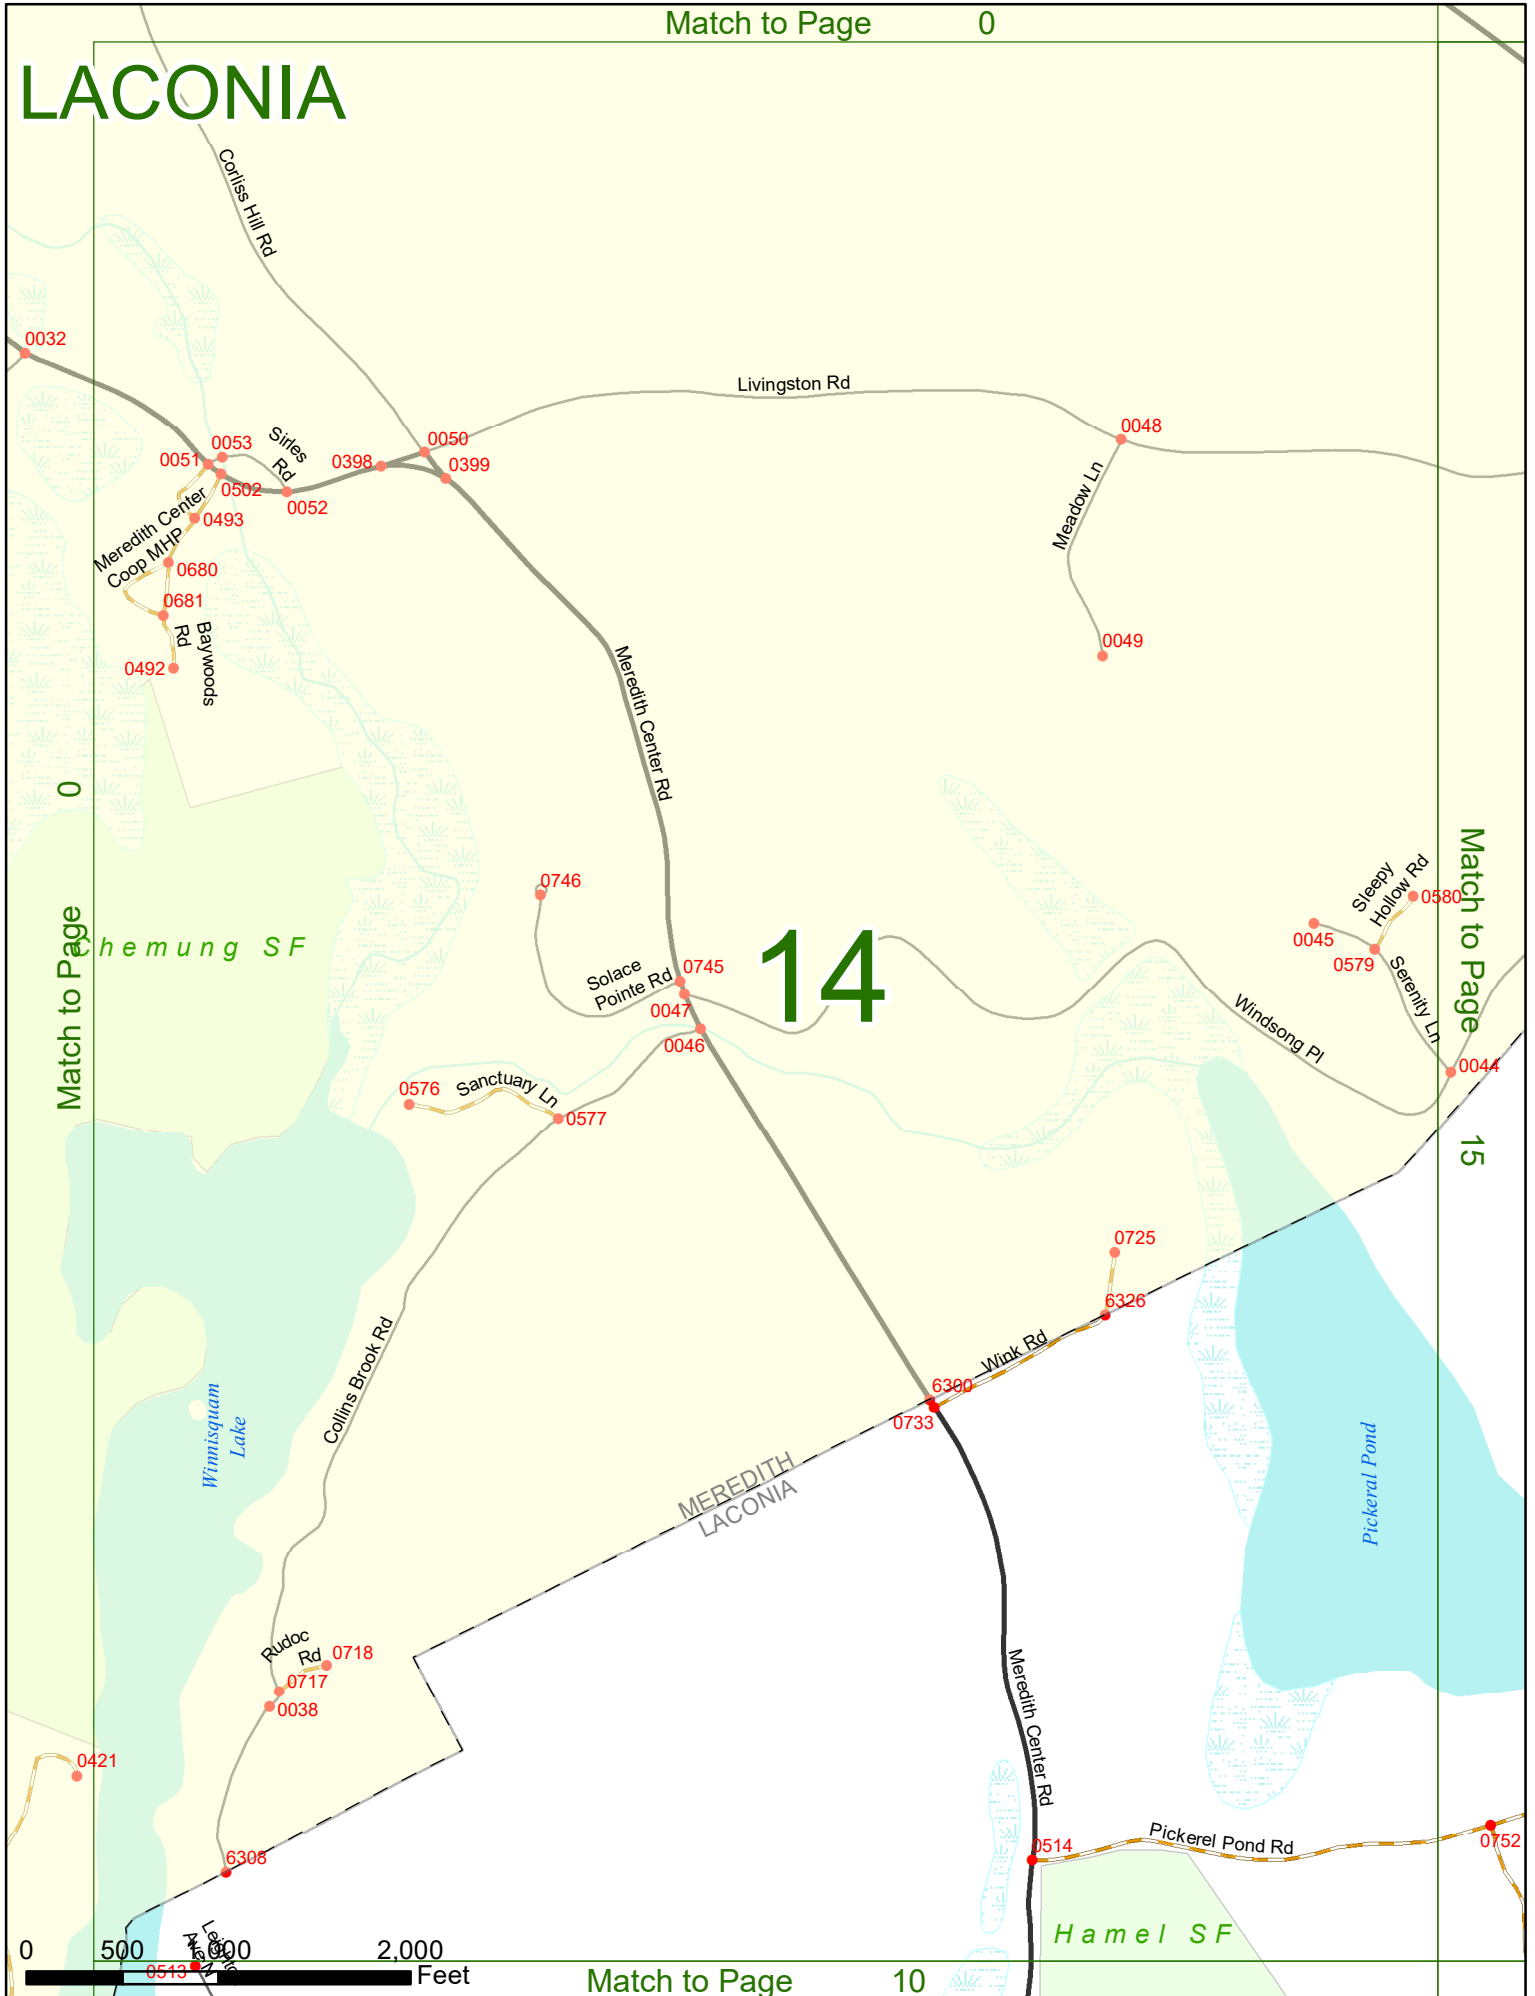 Match to Page 0
LACONIA
Corliss Hill Rd
0032
Livingston Rd
0048
0050
0053
Sirles
Rd
0051
0398
0399
0502
0052
Meredith Center
Coop MHP
0493
Meadow Ln
0680
0681
Baywoods
Rd
0492
0049
Meredith Center Rd
Match to Page 0
Match to Page 15
Chemung SF
0746
14
Sleepy
Hollow Rd
0580
0045
0579
Serenity Ln
Solace
Pointe Rd
0745
0047
0046
Windsong Pl
0044
0576
Sanctuary Ln
0577
0725
6326
Wink Rd
6300
0733
Collins Brook Rd
Winnisquam
Lake
Pickeral Pond
MEREDITH
LACONIA
Rudoc
Rd
0718
0717
0038
Meredith Center Rd
0421
6308
0514
Pickerel Pond Rd
0752
Hamel SF
0 500 1,000 2,000
Feet
0513
Match to Page 10